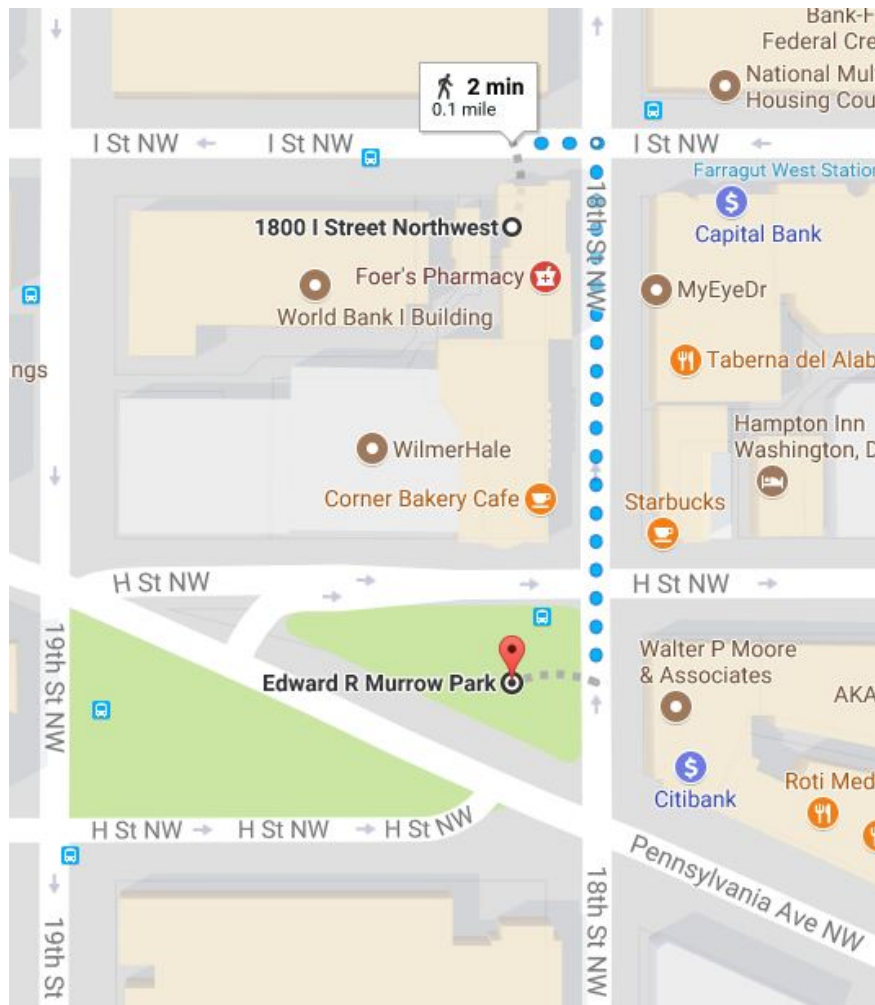 Bank-F
Federal Cre
2 min
0.1 mile
National Mul
Housing Cou
I St NW
I St NW
I St NW
Farragut West Station
18th St NW
Capital Bank
1800 I Street Northwest
Foer's Pharmacy
MyEyeDr
World Bank I Building
Taberna del Alab
ngs
Hampton Inn
Washington, D
WilmerHale
Corner Bakery Cafe
Starbucks
H St NW
H St NW
19th St NW
Walter P Moore
& Associates
Edward R Murrow Park
AKA
Roti Med
Citibank
H St NW
H St NW
H St NW
Pennsylvania Ave NW
18th St NW
19th St